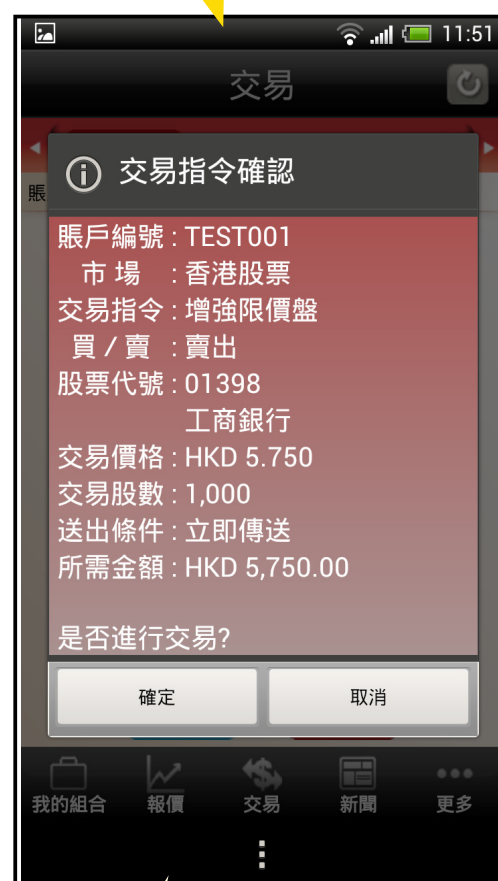 11:51
交易
賬
交易指令確認
賬戶編號 : TEST001
市 場 : 香港股票
交易指令 : 增強限價盤
買 / 賣 : 賣出
股票代號 : 01398
工商銀行
交易價格 : HKD 5.750
交易股數 : 1,000
送出條件 : 立即傳送
所需金額 : HKD 5,750.00
是否進行交易?
確定 取消
我的組合 報價 交易 新聞 更多